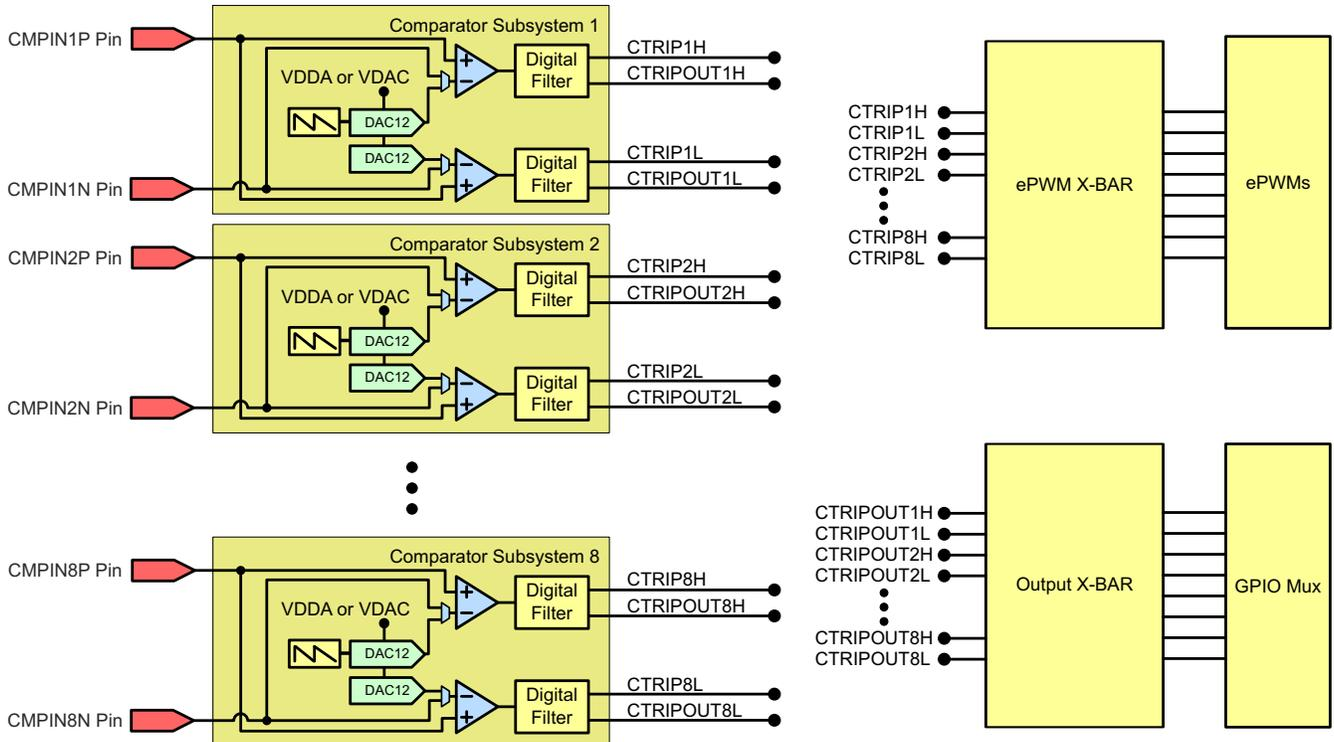 Comparator Subsystem 1
CMPIN1P Pin
VDDA or VDAC
DAC12
DAC12
Digital
Filter
CTRIP1H
CTRIPOUT1H
Digital
Filter
CTRIP1L
CTRIPOUT1L
CMPIN1N Pin
Comparator Subsystem 2
CMPIN2P Pin
VDDA or VDAC
DAC12
DAC12
Digital
Filter
CTRIP2H
CTRIPOUT2H
Digital
Filter
CTRIP2L
CTRIPOUT2L
CMPIN2N Pin
Comparator Subsystem 8
CMPIN8P Pin
VDDA or VDAC
DAC12
DAC12
Digital
Filter
CTRIP8H
CTRIPOUT8H
Digital
Filter
CTRIP8L
CTRIPOUT8L
CMPIN8N Pin
CTRIP1H
CTRIP1L
CTRIP2H
CTRIP2L
CTRIP8H
CTRIP8L
ePWM X-BAR
ePWMs
CTRIPOUT1H
CTRIPOUT1L
CTRIPOUT2H
CTRIPOUT2L
CTRIPOUT8H
CTRIPOUT8L
Output X-BAR
GPIO Mux